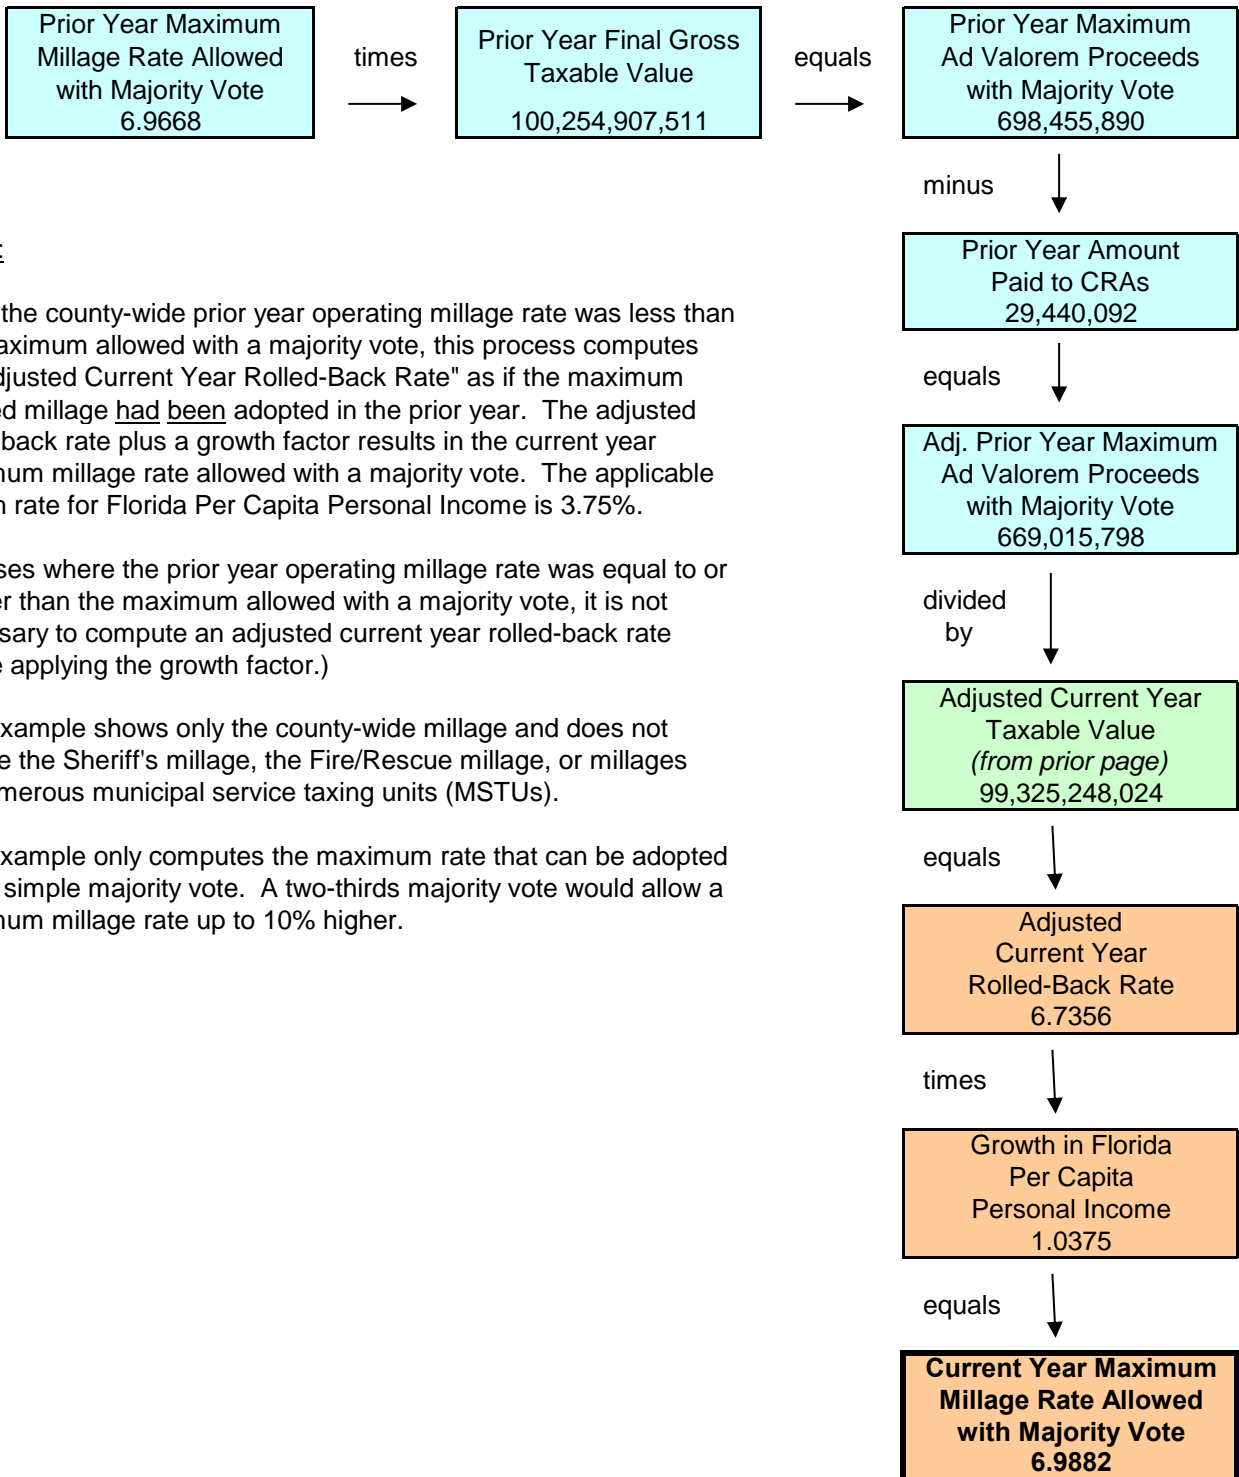 Prior Year Maximum
Millage Rate Allowed
with Majority Vote
6.9668
times
Prior Year Final Gross
Taxable Value
100,254,907,511
equals
Prior Year Maximum
Ad Valorem Proceeds
with Majority Vote
698,455,890
minus
Prior Year Amount
Paid to CRAs
29,440,092
equals
Adj. Prior Year Maximum
Ad Valorem Proceeds
with Majority Vote
669,015,798
divided
by
Adjusted Current Year
Taxable Value
(from prior page)
99,325,248,024
equals
Adjusted
Current Year
Rolled-Back Rate
6.7356
times
Growth in Florida
Per Capita
Personal Income
1.0375
equals
Current Year Maximum
Millage Rate Allowed
with Majority Vote
6.9882
:
the county-wide prior year operating millage rate was less than
aximum allowed with a majority vote, this process computes
djusted Current Year Rolled-Back Rate" as if the maximum
ed millage had been adopted in the prior year. The adjusted
back rate plus a growth factor results in the current year
num millage rate allowed with a majority vote. The applicable
n rate for Florida Per Capita Personal Income is 3.75%.
ses where the prior year operating millage rate was equal to or
er than the maximum allowed with a majority vote, it is not
sary to compute an adjusted current year rolled-back rate
e applying the growth factor.)
xample shows only the county-wide millage and does not
e the Sheriff's millage, the Fire/Rescue millage, or millages
merous municipal service taxing units (MSTUs).
xample only computes the maximum rate that can be adopted
simple majority vote. A two-thirds majority vote would allow a
num millage rate up to 10% higher.